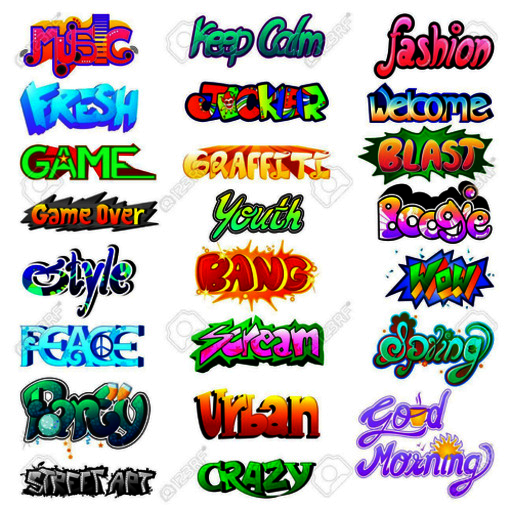 MUSIC
Keep Calm
fashion
FRESH
JOCKER
Welcome
GAME
GRAFFITI
BLAST
Game Over
Youth
Boogie
Style
BANG
WOW
PEACE
Scream
Spring
Party
Urban
Good
Morning
STREET ART
CRAZY